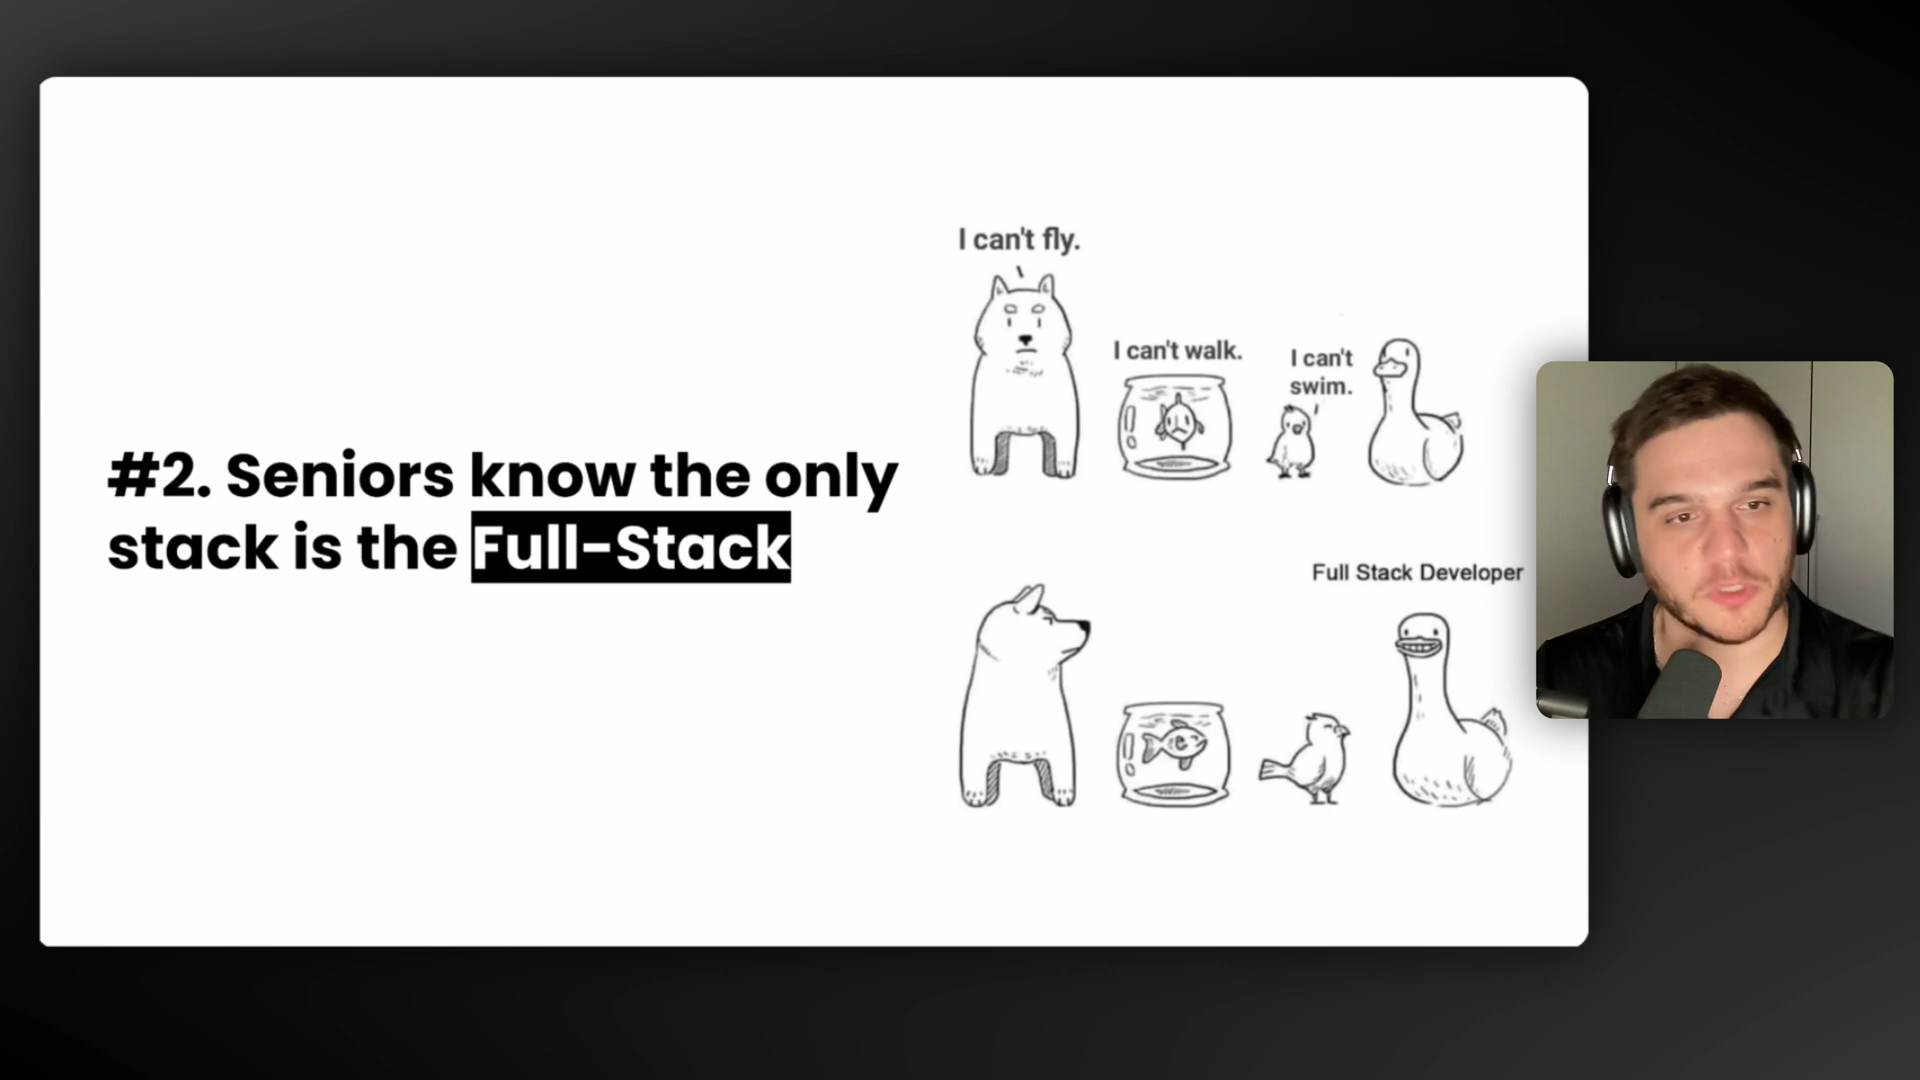 #2. Seniors know the only
stack is the Full-Stack
I can't fly.
I can't walk.
I can't
swim.
Full Stack Developer